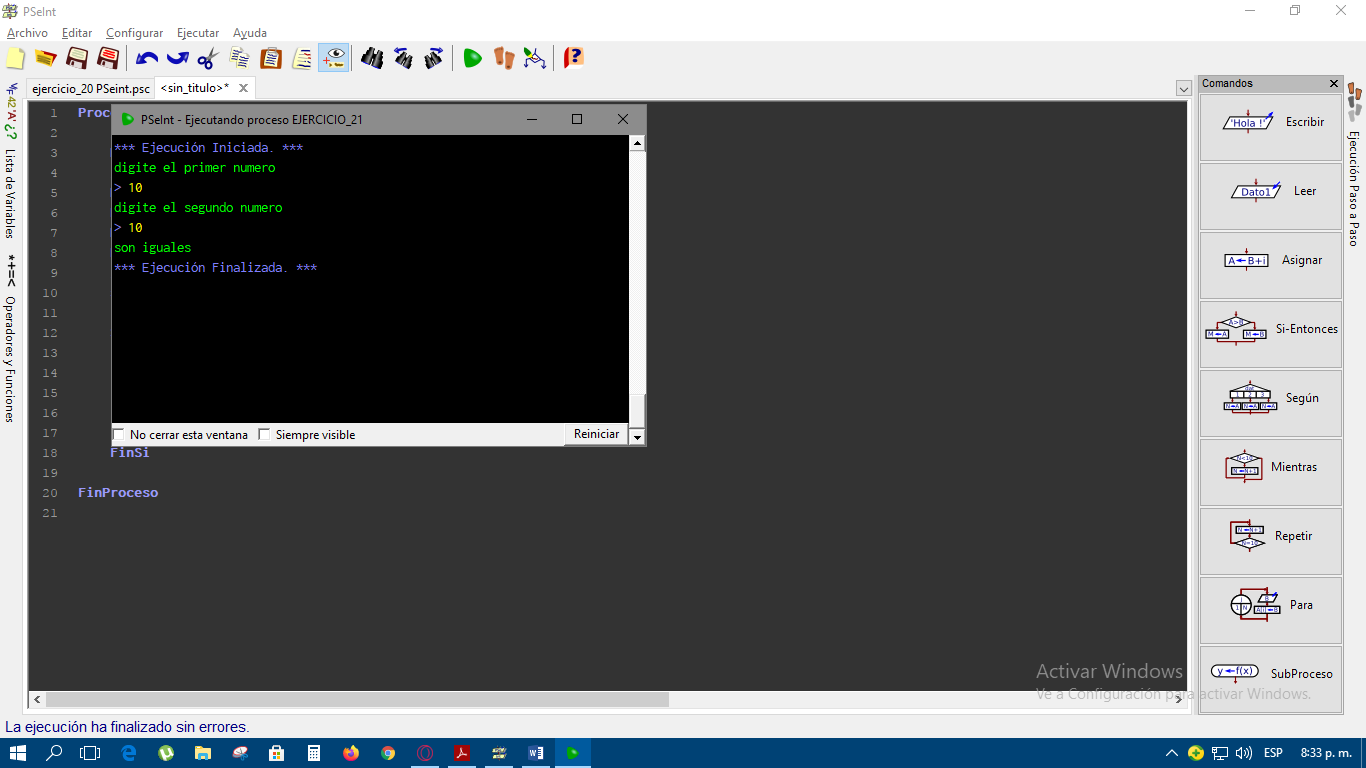 PSeInt
Archivo Editar Configurar Ejecutar Ayuda
ejercicio_20 PSeint.psc <sin_titulo>*
Comandos
1 Proc
2
3
4
5
6
7
8
9
10
11
12
13
14
15
16
17
18 FinSi
19
20 FinProceso
21
PSeInt - Ejecutando proceso EJERCICIO_21
*** Ejecución Iniciada. ***
digite el primer numero
> 10
digite el segundo numero
> 10
son iguales
*** Ejecución Finalizada. ***
No cerrar esta ventana Siempre visible Reiniciar
Lista de Variables
*+=< Operadores y Funciones
'Hola !' Escribir
Dato1 Leer
A←B+i Asignar
A>B M←A M←B Si-Entonces
Según
Mientras
Repetir
Para
y←f(x) SubProceso
Ejecución Paso a Paso
Activar Windows
Ve a Configuración para activar Windows.
La ejecución ha finalizado sin errores.
ESP 8:33 p. m.